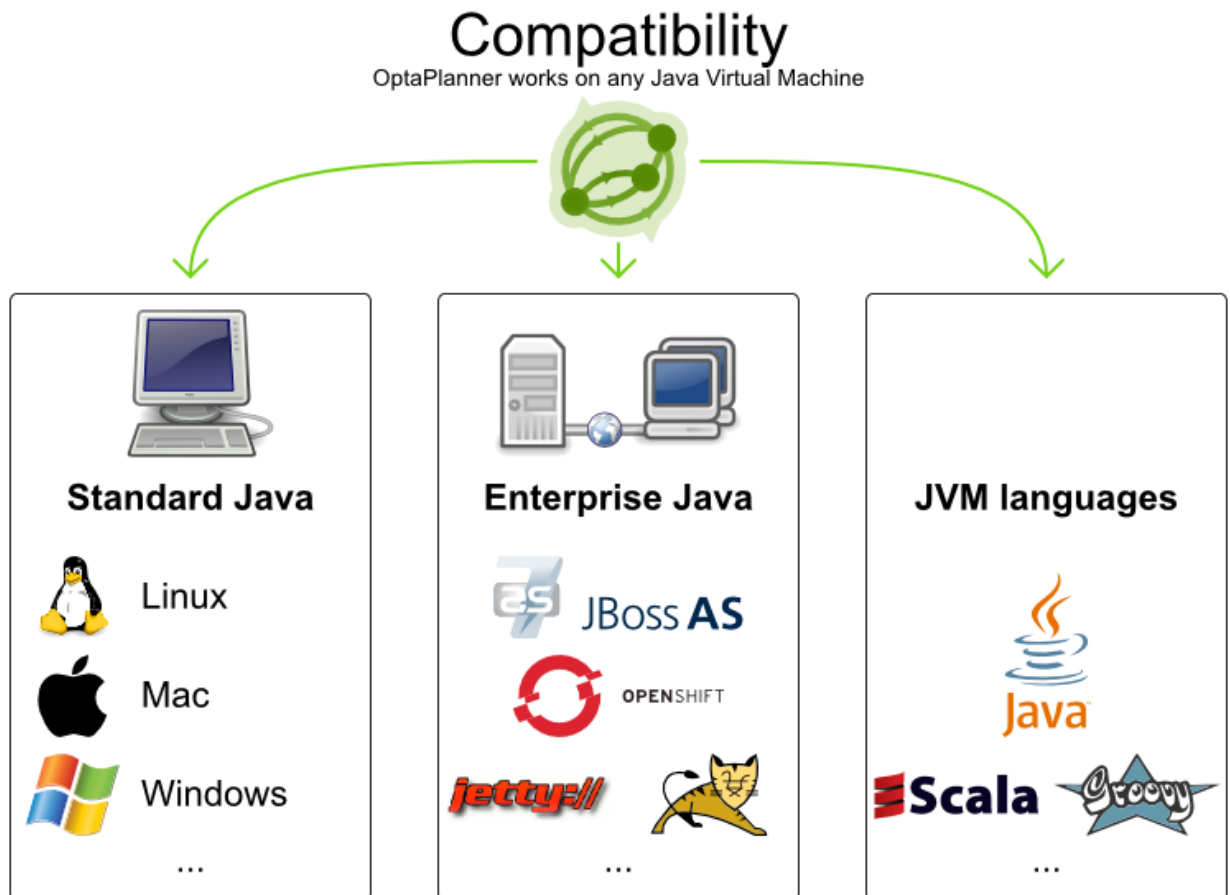 Compatibility
OptaPlanner works on any Java Virtual Machine
Standard Java
Linux
Mac
Windows
...
Enterprise Java
JBoss AS
OPENSHIFT
jetty://
...
JVM languages
Java
Scala
Groovy
...